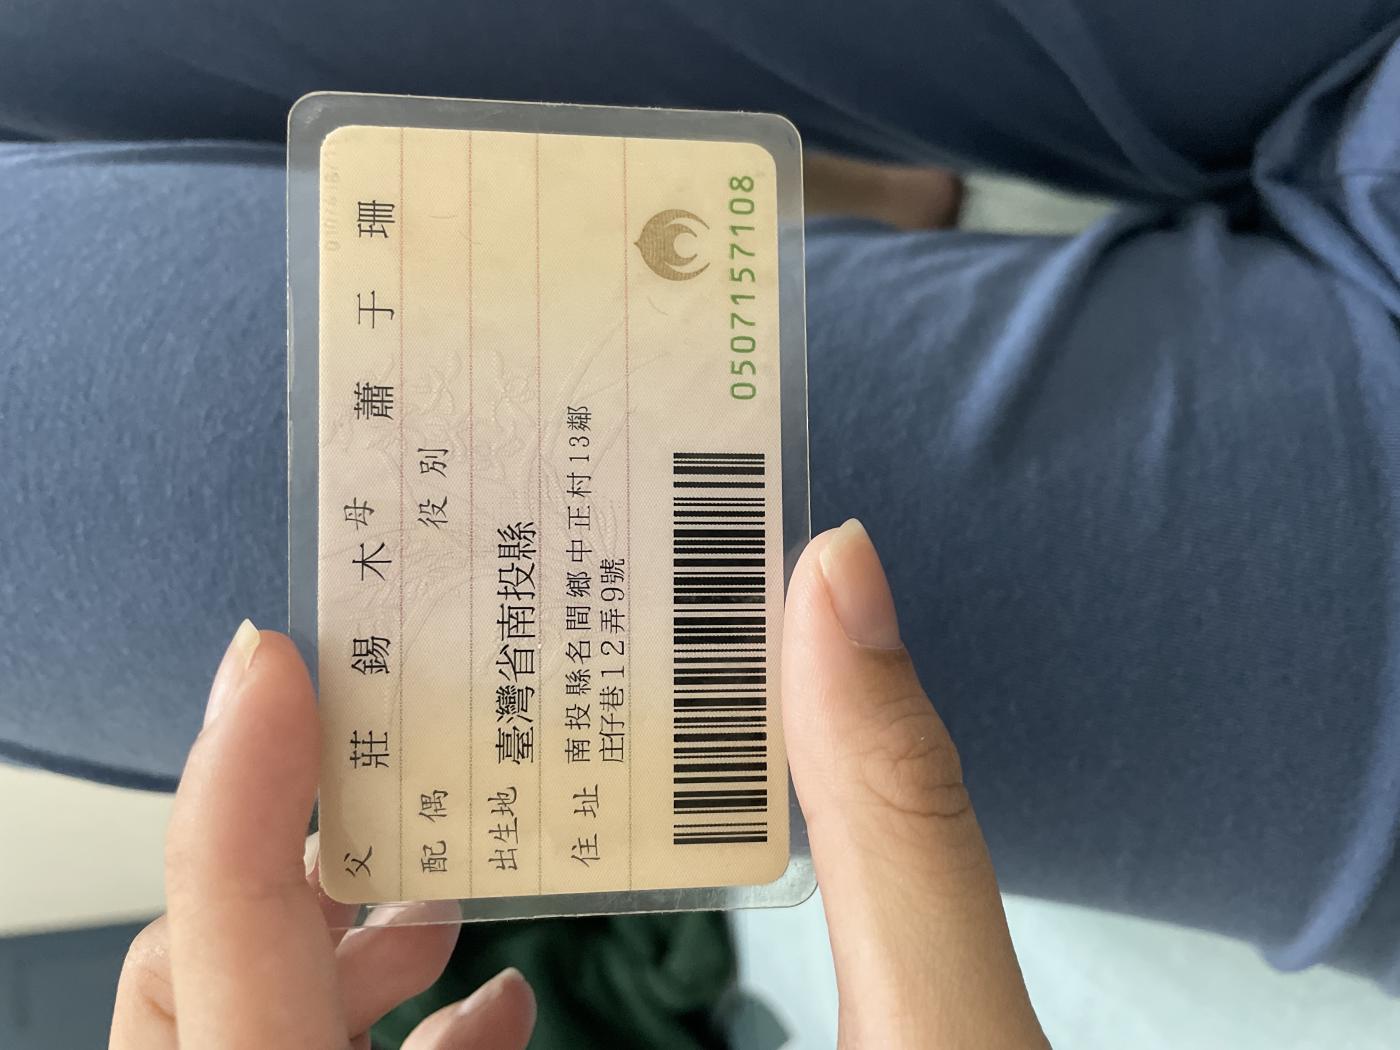 父 莊錫木 母 蕭于珊
配偶 役別
出生地 臺灣省南投縣
住址 南投縣名間鄉中正村13鄰
庄仔巷12弄9號
0507157108